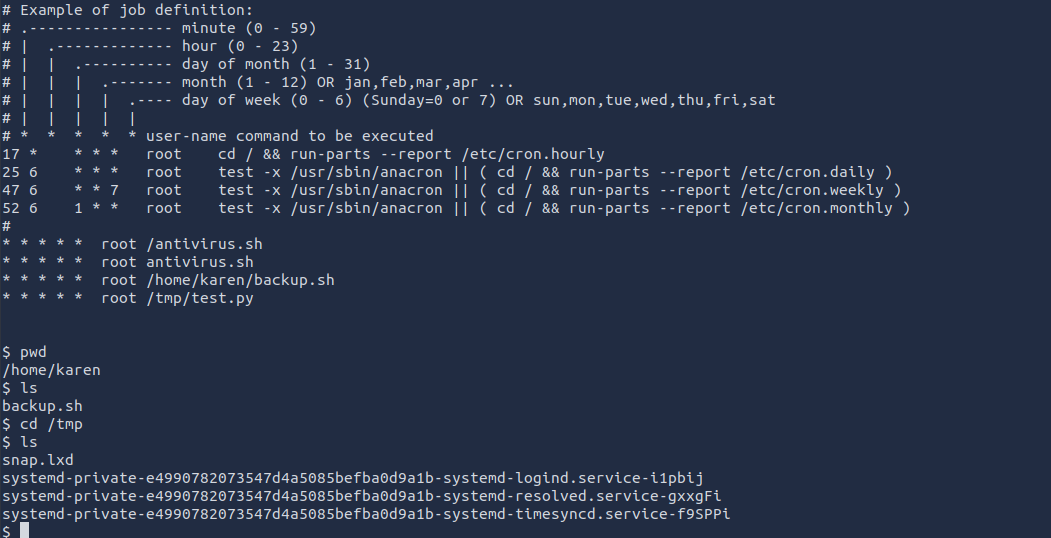 # Example of job definition:
# .---------------- minute (0 - 59)
# |  .------------- hour (0 - 23)
# |  |  .---------- day of month (1 - 31)
# |  |  |  .------- month (1 - 12) OR jan,feb,mar,apr ...
# |  |  |  |  .---- day of week (0 - 6) (Sunday=0 or 7) OR sun,mon,tue,wed,thu,fri,sat
# |  |  |  |  |
# *  *  *  *  * user-name command to be executed
17 *    * * *   root    cd / && run-parts --report /etc/cron.hourly
25 6    * * *   root    test -x /usr/sbin/anacron || ( cd / && run-parts --report /etc/cron.daily )
47 6    * * 7   root    test -x /usr/sbin/anacron || ( cd / && run-parts --report /etc/cron.weekly )
52 6    1 * *   root    test -x /usr/sbin/anacron || ( cd / && run-parts --report /etc/cron.monthly )
#
* * * * *  root /antivirus.sh
* * * * *  root antivirus.sh
* * * * *  root /home/karen/backup.sh
* * * * *  root /tmp/test.py
$ pwd
/home/karen
$ ls
backup.sh
$ cd /tmp
$ ls
snap.lxd
systemd-private-e4990782073547d4a5085befba0d9a1b-systemd-logind.service-i1pbij
systemd-private-e4990782073547d4a5085befba0d9a1b-systemd-resolved.service-gxxgFi
systemd-private-e4990782073547d4a5085befba0d9a1b-systemd-timesyncd.service-f9SPPi
$